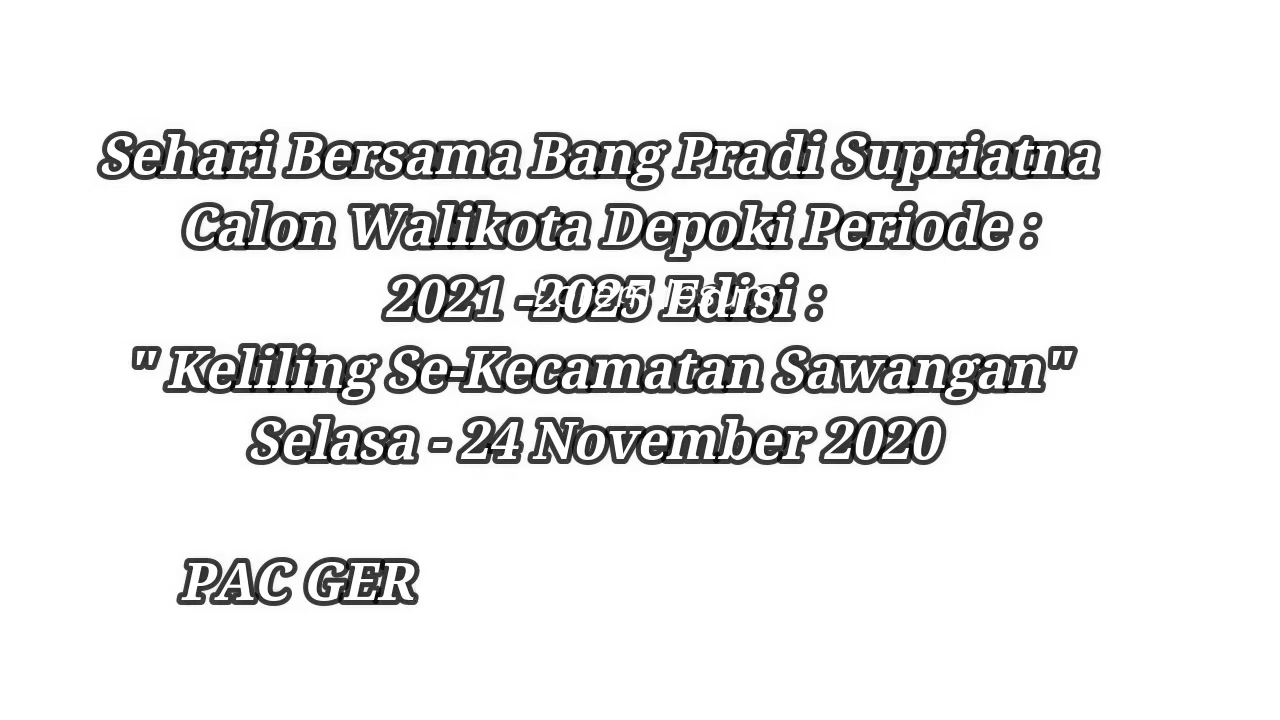 Sehari Bersama Bang Pradi Supriatna
Calon Walikota Depoki Periode :
2021 -2025 Edisi :
" Keliling Se-Kecamatan Sawangan"
Selasa - 24 November 2020
PAC GER